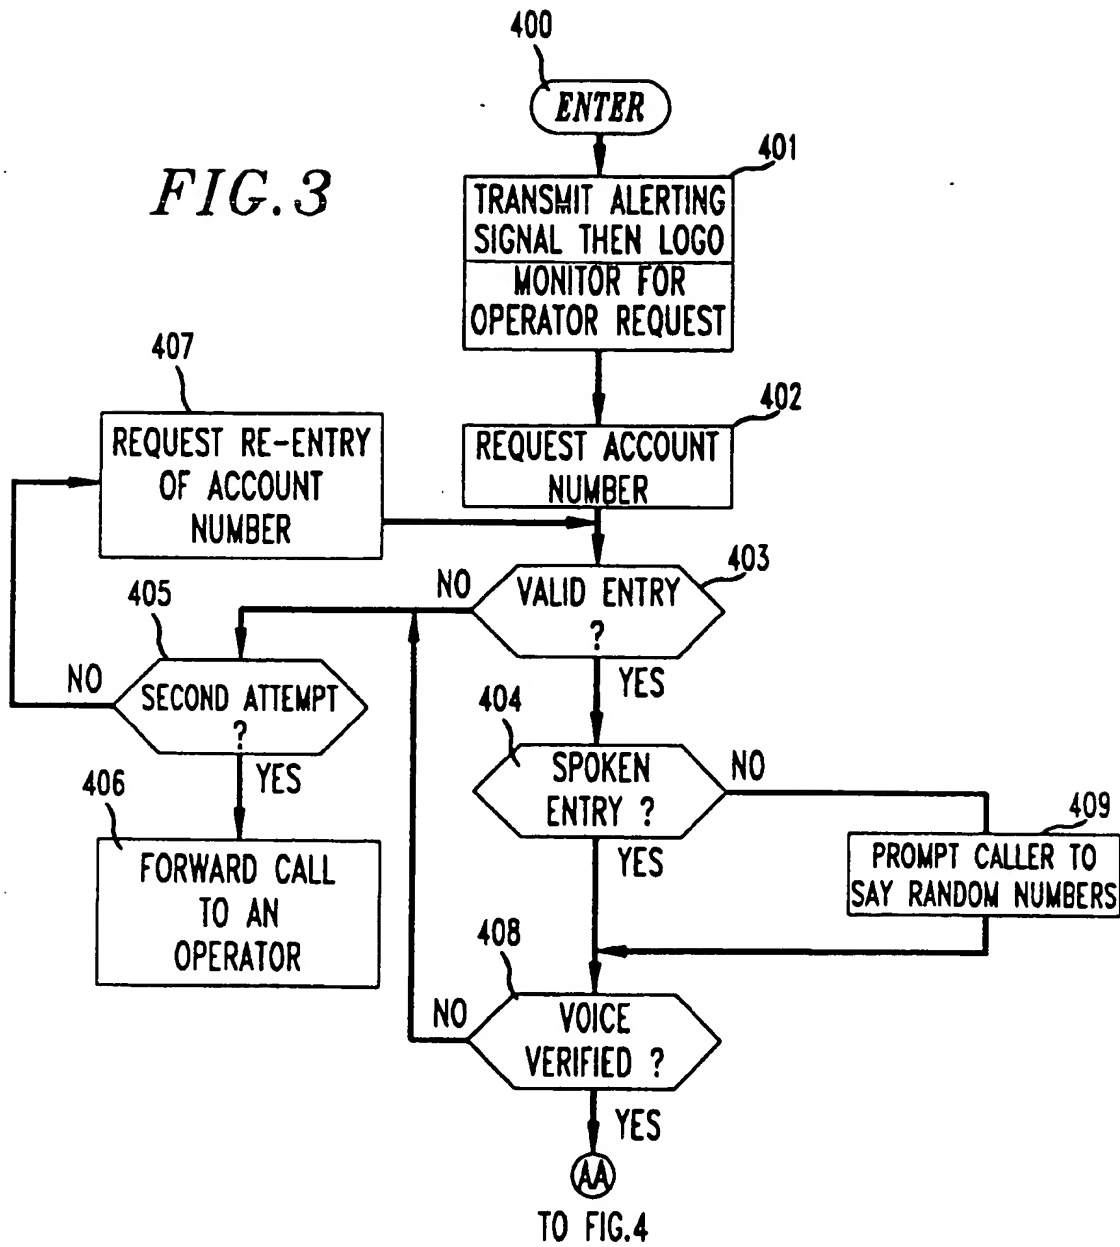 400
ENTER
FIG. 3
401
TRANSMIT ALERTING
SIGNAL THEN LOGO
MONITOR FOR
OPERATOR REQUEST
407
REQUEST RE-ENTRY
OF ACCOUNT
NUMBER
402
REQUEST ACCOUNT
NUMBER
403
NO
VALID ENTRY
?
YES
405
NO
SECOND ATTEMPT
?
YES
404
SPOKEN
ENTRY ?
NO
YES
406
FORWARD CALL
TO AN
OPERATOR
409
PROMPT CALLER TO
SAY RANDOM NUMBERS
408
NO
VOICE
VERIFIED ?
YES
AA
TO FIG.4